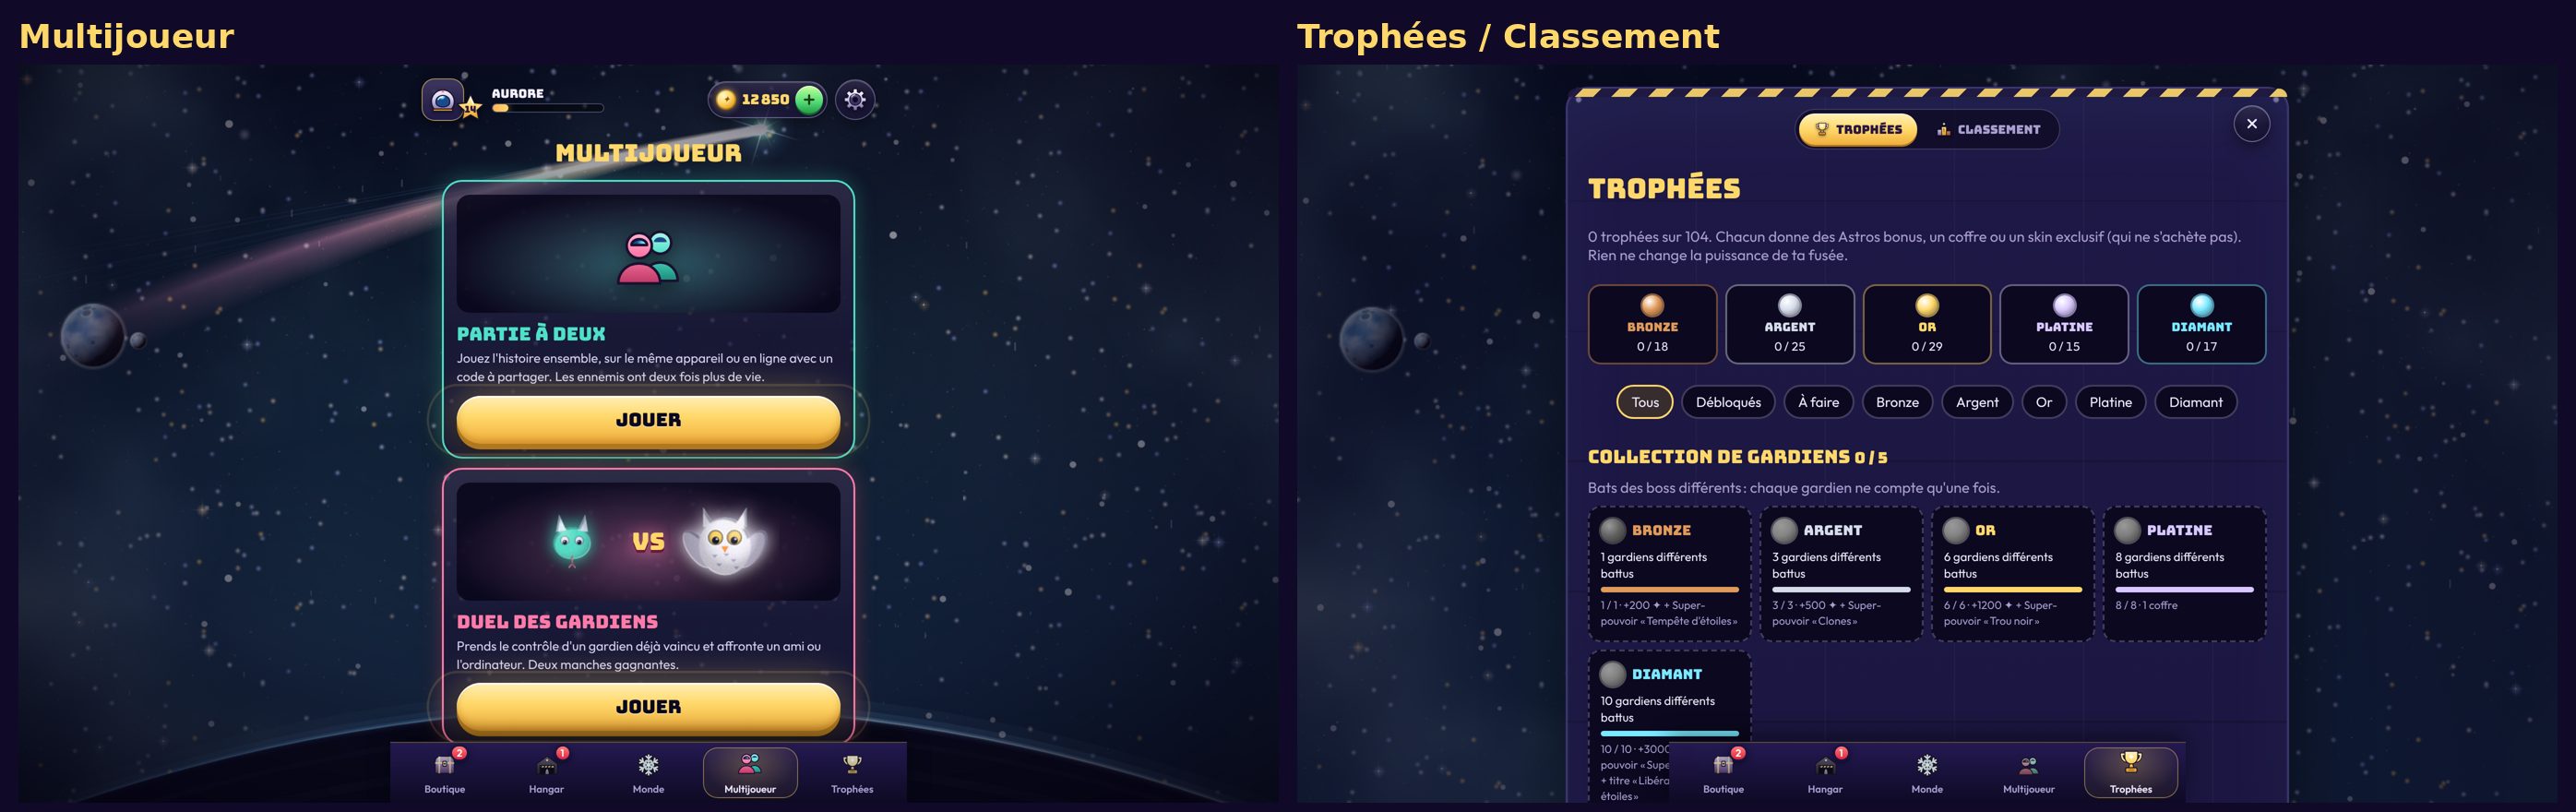 Multijoueur
AURORE
14
12 850
MULTIJOUEUR
PARTIE À DEUX
Jouez l'histoire ensemble, sur le même appareil ou en ligne avec un
code à partager. Les ennemis ont deux fois plus de vie.
JOUER
VS
DUEL DES GARDIENS
Prends le contrôle d'un gardien déjà vaincu et affronte un ami ou
l'ordinateur. Deux manches gagnantes.
JOUER
2
1
Boutique
Hangar
Monde
Multijoueur
Trophées
Trophées / Classement
TROPHÉES
CLASSEMENT
TROPHÉES
0 trophées sur 104. Chacun donne des Astros bonus, un coffre ou un skin exclusif (qui ne s'achète pas).
Rien ne change la puissance de ta fusée.
BRONZE
0 / 18
ARGENT
0 / 25
OR
0 / 29
PLATINE
0 / 15
DIAMANT
0 / 17
Tous
Débloqués
À faire
Bronze
Argent
Or
Platine
Diamant
COLLECTION DE GARDIENS 0 / 5
Bats des boss différents : chaque gardien ne compte qu'une fois.
BRONZE
1 gardiens différents
battus
1 / 1 · +200 ✦ + Super-
pouvoir « Tempête d'étoiles »
ARGENT
3 gardiens différents
battus
3 / 3 · +500 ✦ + Super-
pouvoir « Clones »
OR
6 gardiens différents
battus
6 / 6 · +1200 ✦ + Super-
pouvoir « Trou noir »
PLATINE
8 gardiens différents
battus
8 / 8 · 1 coffre
DIAMANT
10 gardiens différents
battus
10 / 10 · +3000
pouvoir « Supe
+ titre « Libéra
étoiles »
2
1
Boutique
Hangar
Monde
Multijoueur
Trophées